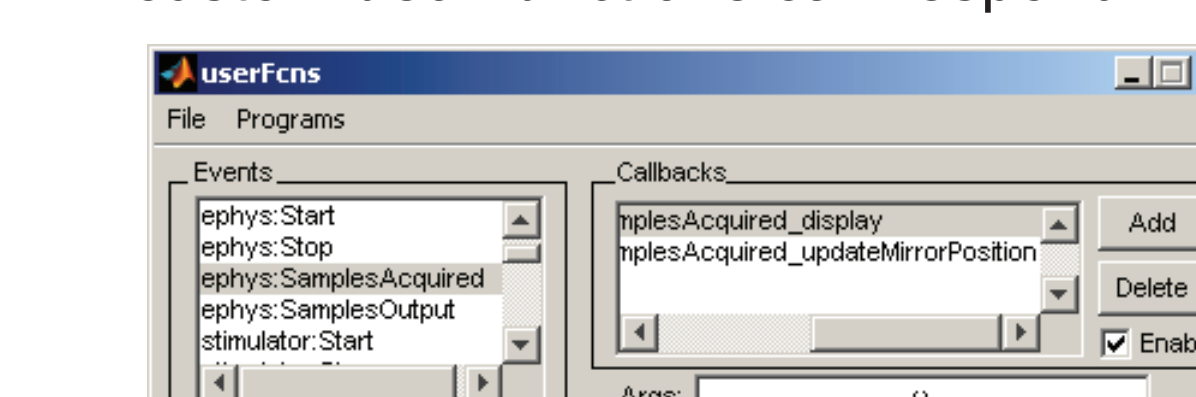 userFcns
File Programs
Events
ephys:Start
ephys:Stop
ephys:SamplesAcquired
ephys:SamplesOutput
stimulator:Start
Callbacks
mplesAcquired_display
mplesAcquired_updateMirrorPosition
Add
Delete
Enab
Args: